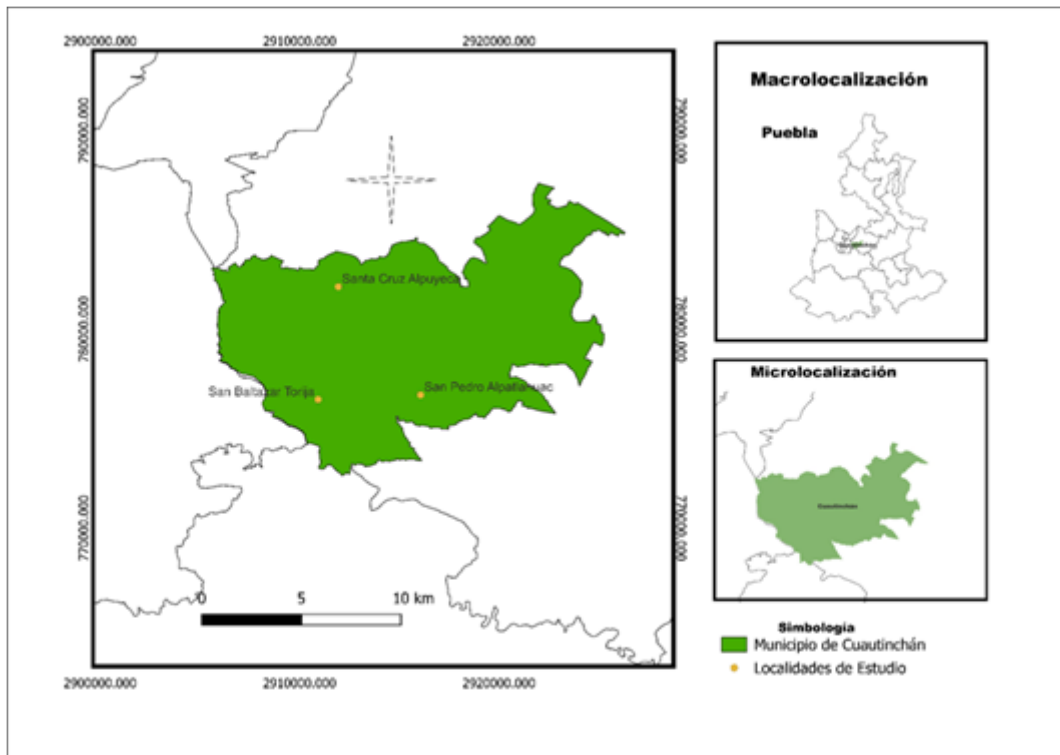 2900000.000 2910000.000 2920000.000
790000.000
790000.000
780000.000
780000.000
770000.000
770000.000
Santa Cruz Alpuyeca
San Baltazar Torija
San Pedro Alpatlahuac
0 5 10 km
2900000.000 2910000.000 2920000.000
Macrolocalización
Puebla
Microlocalización
Cuautinchán
Simbología
Municipio de Cuautinchán
Localidades de Estudio